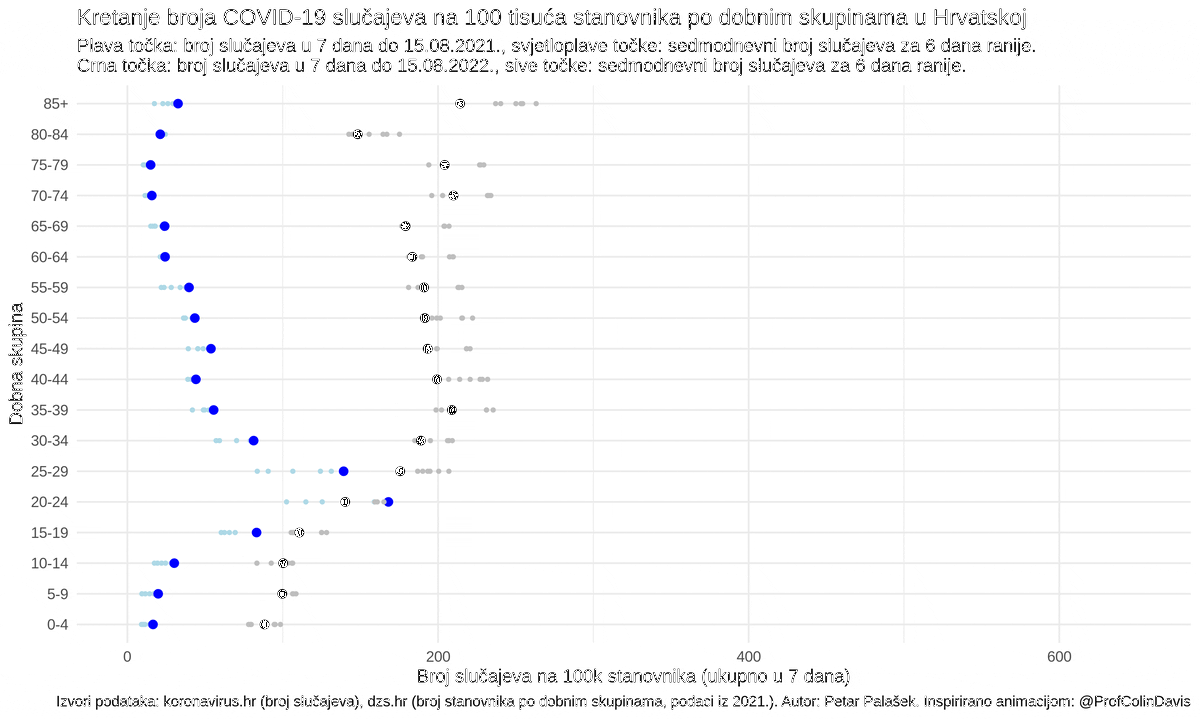 Kretanje broja COVID-19 slučajeva na 100 tisuća stanovnika po dobnim skupinama u Hrvatskoj
Plava točka: broj slučajeva u 7 dana do 15.08.2021., svjetloplave točke: sedmodnevni broj slučajeva za 6 dana ranije.
Crna točka: broj slučajeva u 7 dana do 15.08.2022., sive točke: sedmodnevni broj slučajeva za 6 dana ranije.
Dobna skupina
85+
80-84
75-79
70-74
65-69
60-64
55-59
50-54
45-49
40-44
35-39
30-34
25-29
20-24
15-19
10-14
5-9
0-4
0 200 400 600
Broj slučajeva na 100k stanovnika (ukupno u 7 dana)
Izvori podataka: koronavirus.hr (broj slučajeva), dzs.hr (broj stanovnika po dobnim skupinama, podaci iz 2021.). Autor: Petar Palašek. Inspirirano animacijom: @ProfColinDavis